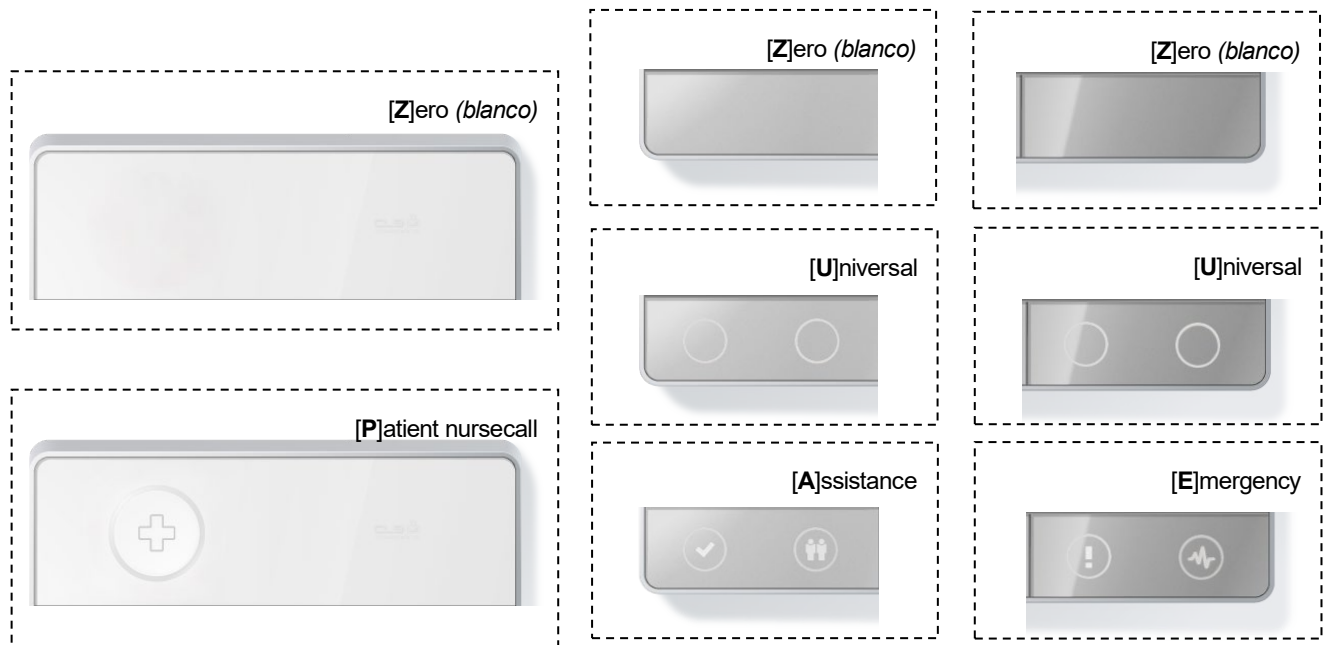 [Z]ero (blanco)
[P]atient nursecall
[Z]ero (blanco)
[U]niversal
[A]ssistance
[Z]ero (blanco)
[U]niversal
[E]mergency